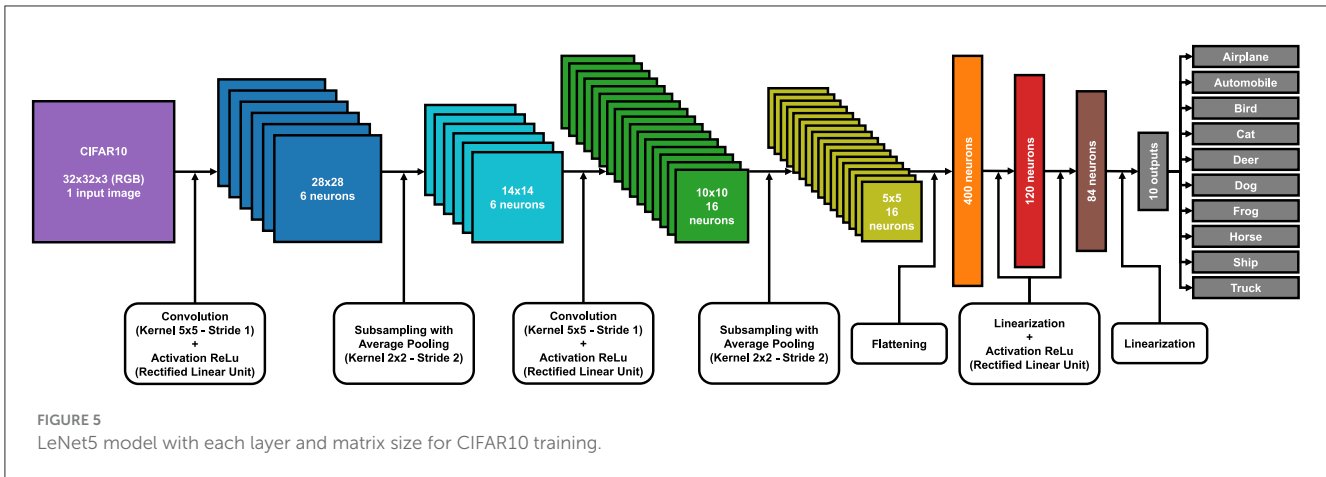 CIFAR10
32x32x3 (RGB)
1 input image
28x28
6 neurons
14x14
6 neurons
10x10
16
neurons
5x5
16
neurons
400 neurons
120 neurons
84 neurons
10 outputs
Airplane
Automobile
Bird
Cat
Deer
Dog
Frog
Horse
Ship
Truck
Convolution
(Kernel 5x5 - Stride 1)
+
Activation ReLu
(Rectified Linear Unit)
Subsampling with
Average Pooling
(Kernel 2x2 - Stride 2)
Convolution
(Kernel 5x5 - Stride 1)
+
Activation ReLu
(Rectified Linear Unit)
Subsampling with
Average Pooling
(Kernel 2x2 - Stride 2)
Flattening
Linearization
+
Activation ReLu
(Rectified Linear Unit)
Linearization
FIGURE 5
LeNet5 model with each layer and matrix size for CIFAR10 training.